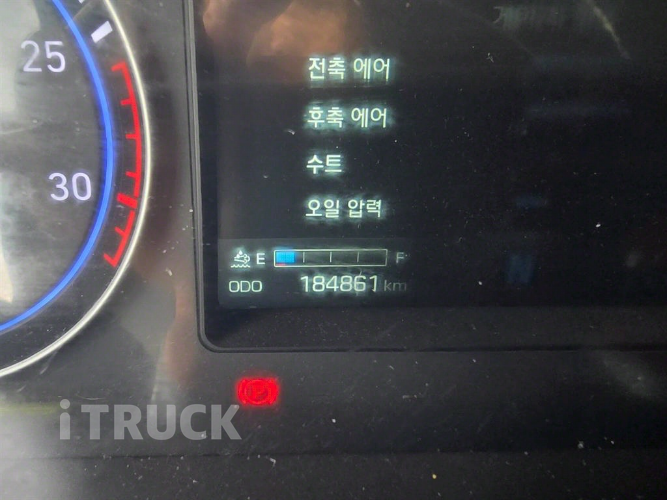 25
30
전축 에어
후축 에어
수트
오일 압력
E F
ODO 184861 km
(P)
iTRUCK